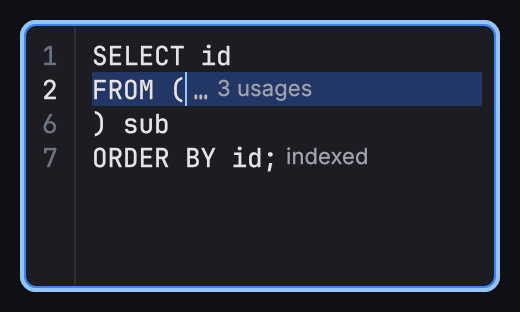 1 SELECT id
2 FROM ( … 3 usages
6 ) sub
7 ORDER BY id; indexed